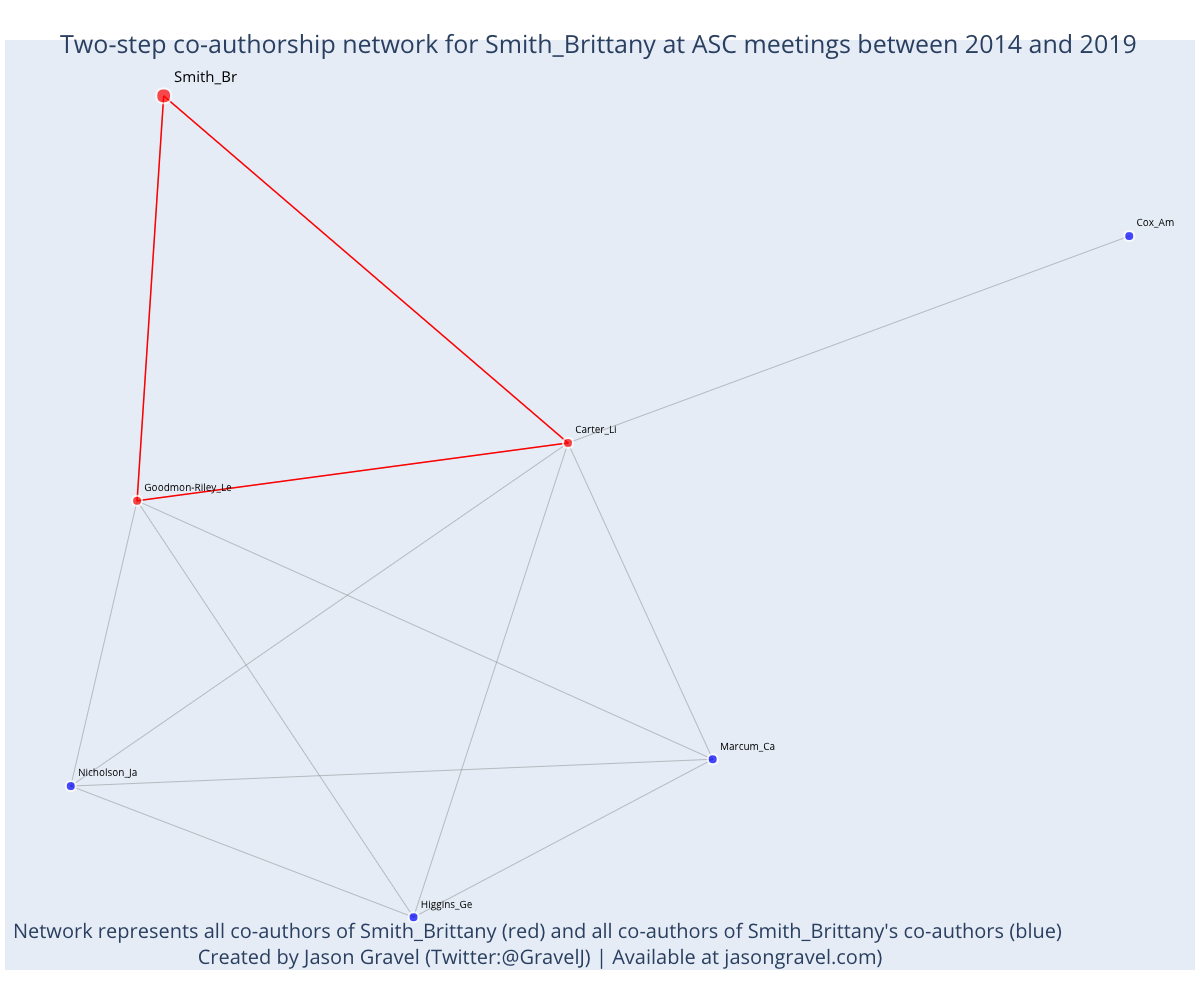 Two-step co-authorship network for Smith_Brittany at ASC meetings between 2014 and 2019
Smith_Br
Cox_Am
Carter_Li
Goodmon-Riley_Le
Marcum_Ca
Nicholson_Ja
Higgins_Ge
Network represents all co-authors of Smith_Brittany (red) and all co-authors of Smith_Brittany's co-authors (blue)
Created by Jason Gravel (Twitter:@GravelJ) | Available at jasongravel.com)